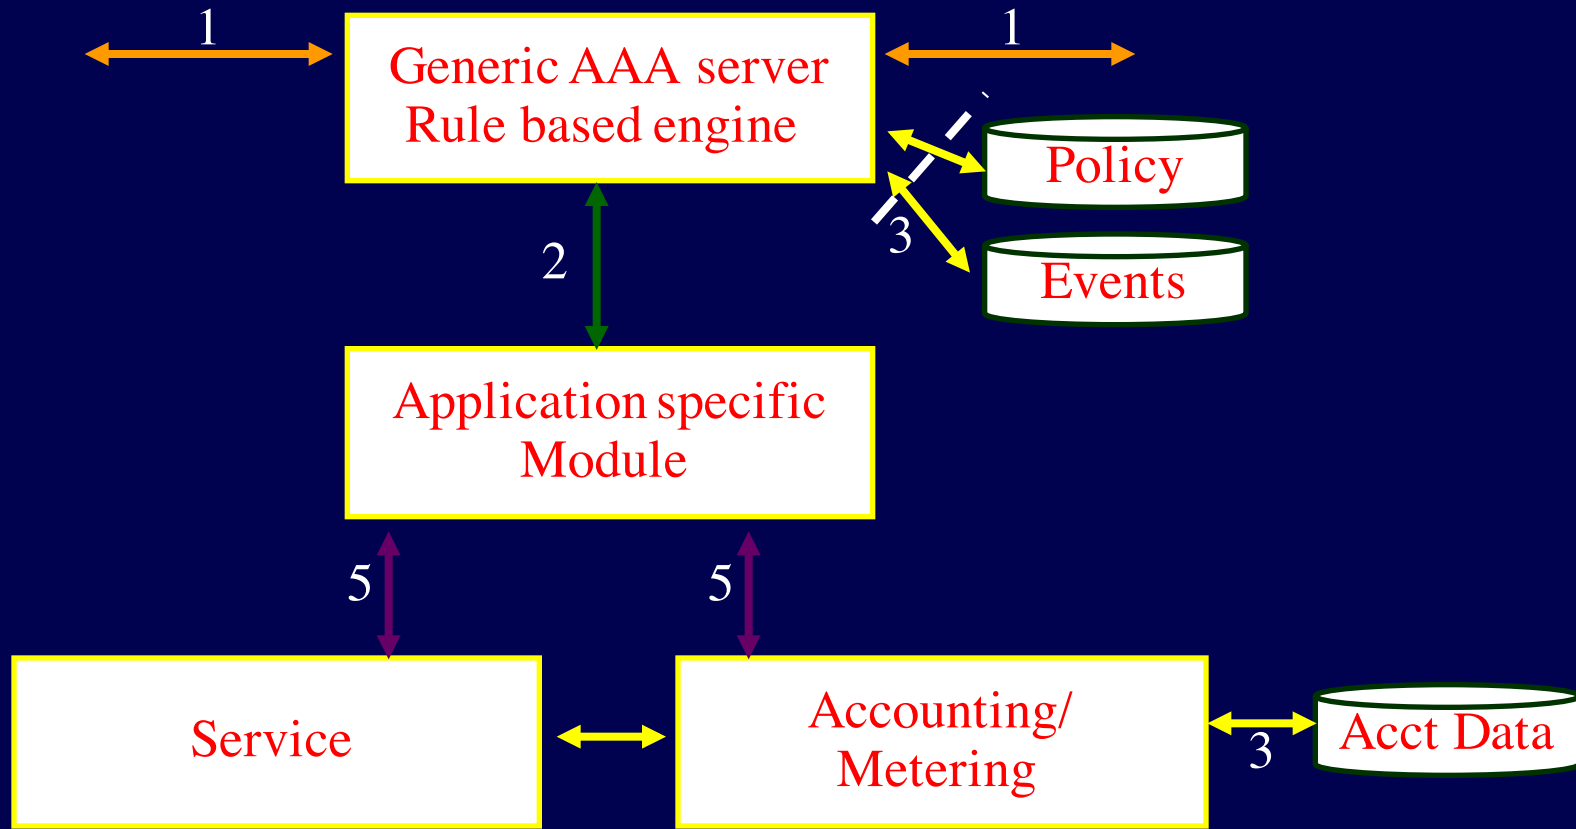 1
1
Generic AAA server
Rule based engine
Policy
3
2
Events
Application specific
Module
5
5
Service
Accounting/
Metering
Acct Data
3